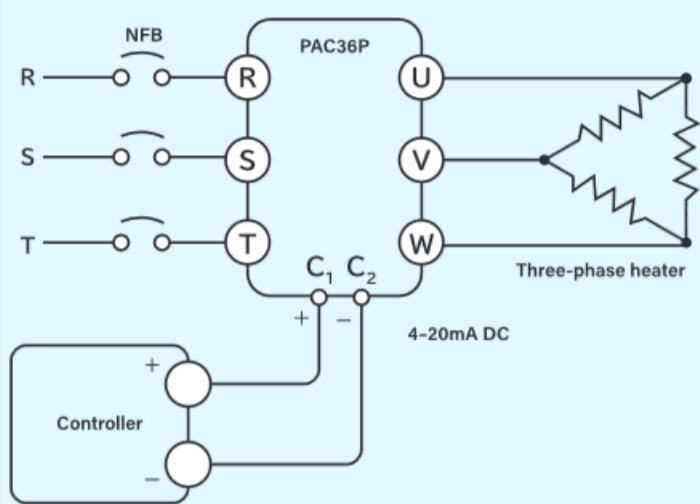 NFB
PAC36P
R
R
U
S
S
V
T
T
W
C₁ C₂
Three-phase heater
+ −
4–20mA DC
+
Controller
−